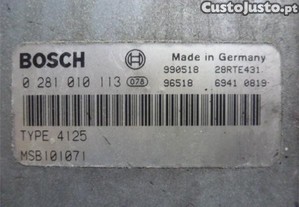 CustoJusto.pt
BOSCH
Made in Germany
990518 28RTE431
0 281 010 113 078
96518 6941 0819
TYPE 4125
MSB101071